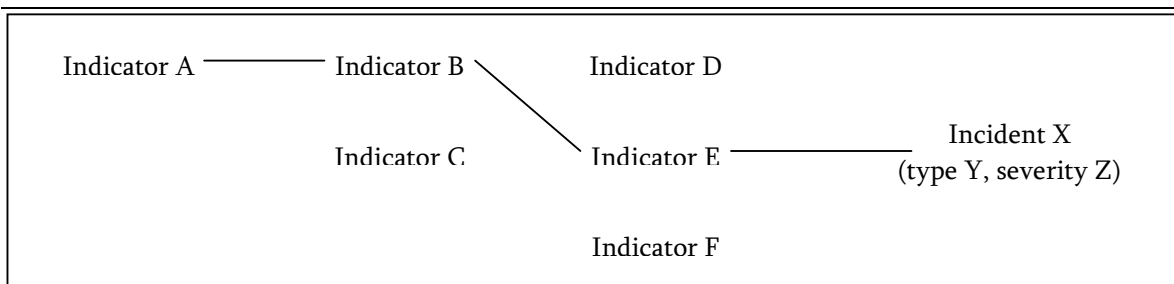 Indicator A Indicator B Indicator D
Incident X
Indicator C Indicator E
(type Y, severity Z)
Indicator F